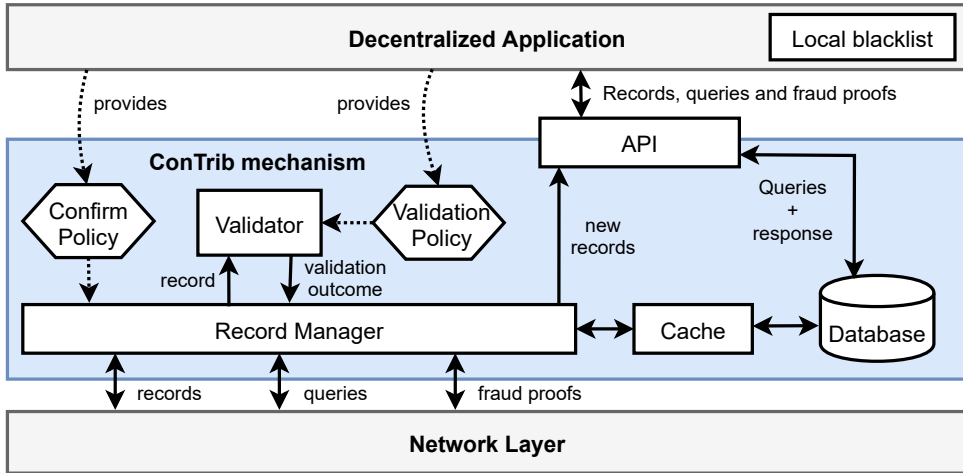 Decentralized Application
Local blacklist
provides
provides
Records, queries and fraud proofs
ConTrib mechanism
API
Confirm
Policy
Validator
Validation
Policy
new
records
Queries
+
response
record
validation
outcome
Record Manager
Cache
Database
records
queries
fraud proofs
Network Layer